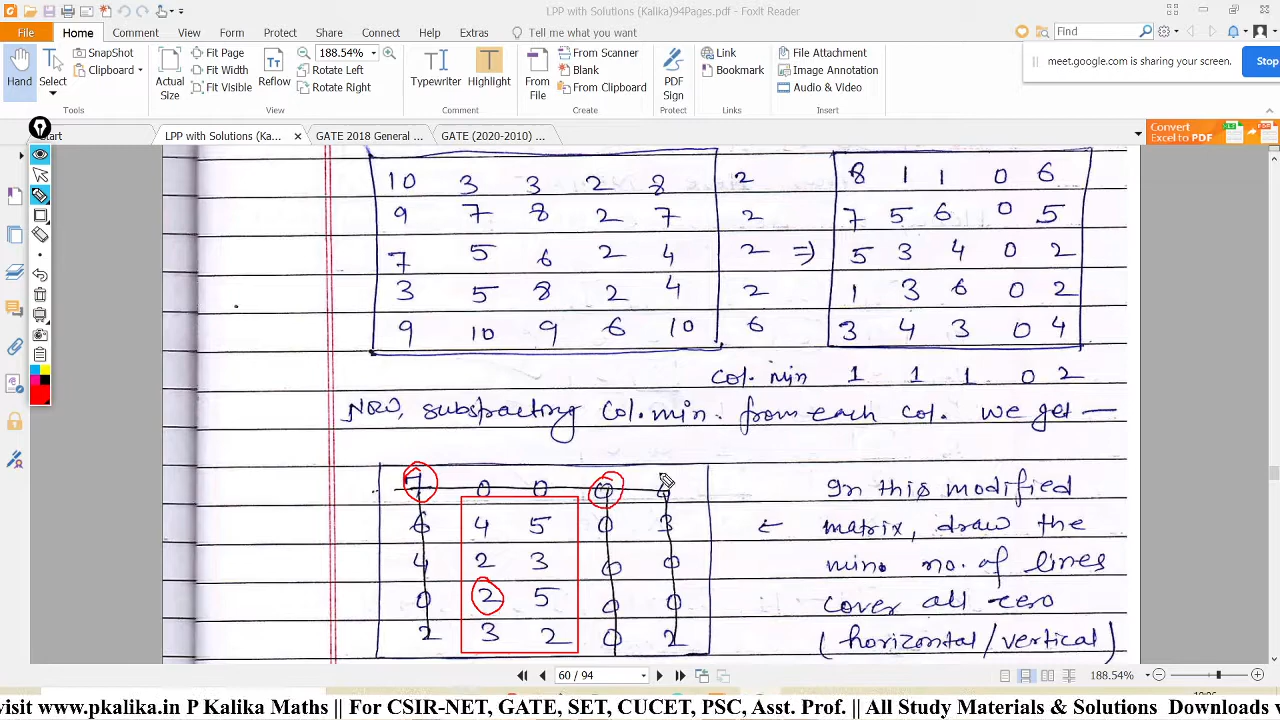 LPP with Solutions (Kalika)94Pages.pdf - Foxit Reader
File Home Comment View Form Protect Share Connect Help Extras Tell me what you want... Find
Hand Select SnapShot Clipboard Actual Size Fit Page Fit Width Fit Visible Reflow 188.54% Rotate Left Rotate Right Typewriter Highlight From File From Scanner Blank From Clipboard PDF Sign Link Bookmark File Attachment Image Annotation Audio & Video
Tools View Comment Create Protect Links Insert
meet.google.com is sharing your screen. Stop
tart LPP with Solutions (Ka... GATE 2018 General ... GATE (2020-2010) ...
Convert Excel to PDF
10 3 3 2 8 2 8 1 1 0 6
9 7 8 2 7 2 7 5 6 0 5
7 5 6 2 4 2 => 5 3 4 0 2
3 5 8 2 4 2 1 3 6 0 2
9 10 9 6 10 6 3 4 3 0 4
Col. min 1 1 1 0 2
Now, substracting Col. min. from each col. we get —
7 0 0 0 4 In this modified
6 4 5 0 3 ← matrix, draw the
4 2 3 0 0 min. no. of lines
0 2 5 0 0 cover all zero
2 3 2 0 2 (horizontal/vertical)
60 / 94 188.54%
visit www.pkalika.in P Kalika Maths || For CSIR-NET, GATE, SET, CUCET, PSC, Asst. Prof. || All Study Materials & Solutions Downloads w